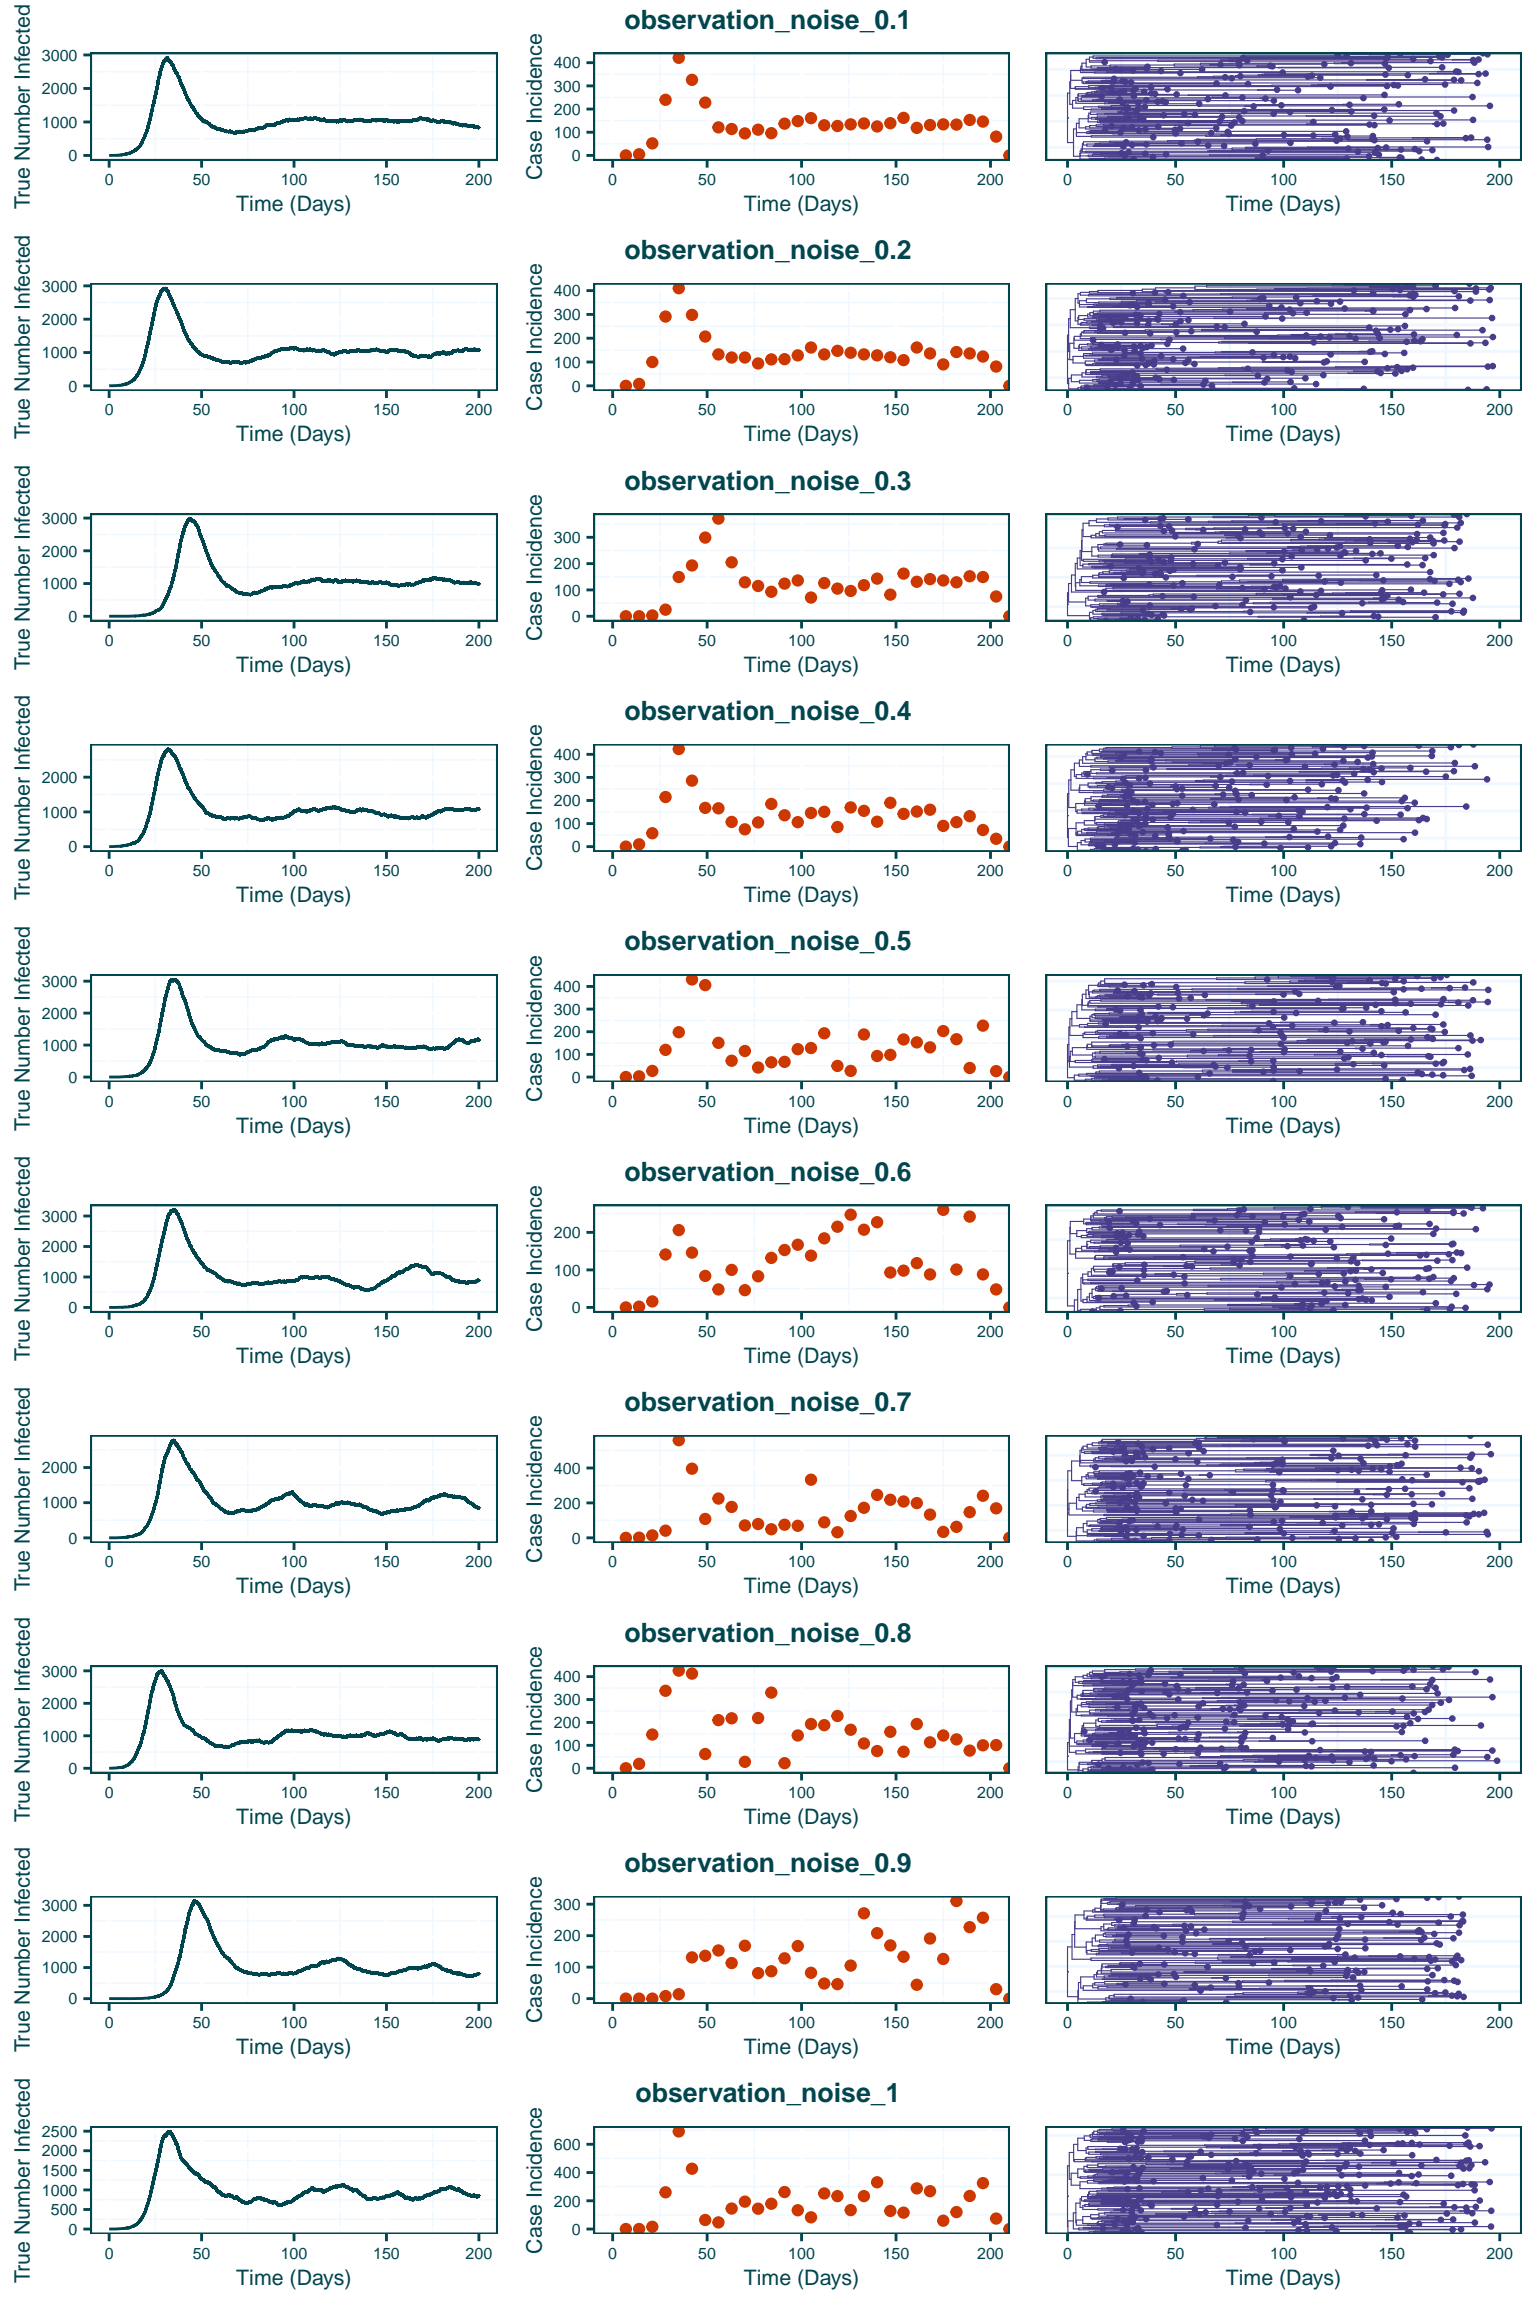 observation_noise_0.1
True Number Infected
3000
2000
1000
0
0 50 100 150 200
Time (Days)
Case Incidence
400
300
200
100
0
0 50 100 150 200
Time (Days)
0 50 100 150 200
Time (Days)
observation_noise_0.2
True Number Infected
3000
2000
1000
0
0 50 100 150 200
Time (Days)
Case Incidence
400
300
200
100
0
0 50 100 150 200
Time (Days)
0 50 100 150 200
Time (Days)
observation_noise_0.3
True Number Infected
3000
2000
1000
0
0 50 100 150 200
Time (Days)
Case Incidence
300
200
100
0
0 50 100 150 200
Time (Days)
0 50 100 150 200
Time (Days)
observation_noise_0.4
True Number Infected
2000
1000
0
0 50 100 150 200
Time (Days)
Case Incidence
400
300
200
100
0
0 50 100 150 200
Time (Days)
0 50 100 150 200
Time (Days)
observation_noise_0.5
True Number Infected
3000
2000
1000
0
0 50 100 150 200
Time (Days)
Case Incidence
400
300
200
100
0
0 50 100 150 200
Time (Days)
0 50 100 150 200
Time (Days)
observation_noise_0.6
True Number Infected
3000
2000
1000
0
0 50 100 150 200
Time (Days)
Case Incidence
200
100
0
0 50 100 150 200
Time (Days)
0 50 100 150 200
Time (Days)
observation_noise_0.7
True Number Infected
2000
1000
0
0 50 100 150 200
Time (Days)
Case Incidence
400
200
0
0 50 100 150 200
Time (Days)
0 50 100 150 200
Time (Days)
observation_noise_0.8
True Number Infected
3000
2000
1000
0
0 50 100 150 200
Time (Days)
Case Incidence
400
300
200
100
0
0 50 100 150 200
Time (Days)
0 50 100 150 200
Time (Days)
observation_noise_0.9
True Number Infected
3000
2000
1000
0
0 50 100 150 200
Time (Days)
Case Incidence
300
200
100
0
0 50 100 150 200
Time (Days)
0 50 100 150 200
Time (Days)
observation_noise_1
True Number Infected
2500
2000
1500
1000
500
0
0 50 100 150 200
Time (Days)
Case Incidence
600
400
200
0
0 50 100 150 200
Time (Days)
0 50 100 150 200
Time (Days)